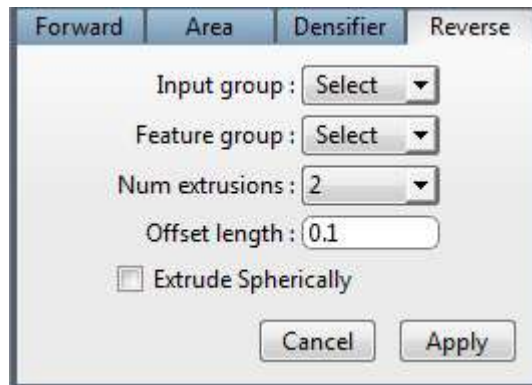 Forward Area Densifier Reverse
Input group : Select
Feature group : Select
Num extrusions : 2
Offset length : 0.1
Extrude Spherically
Cancel Apply